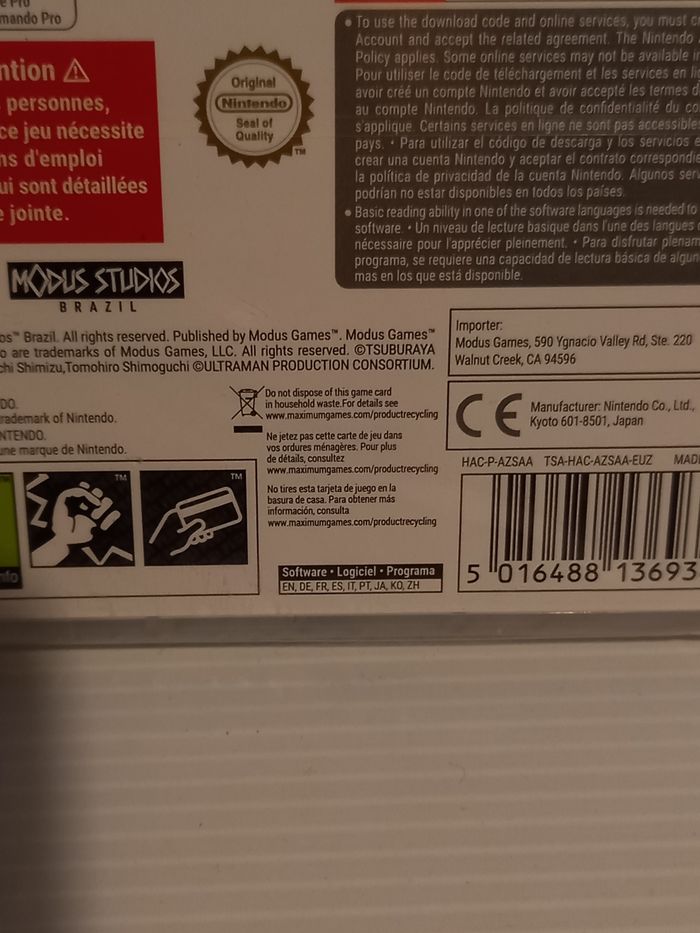 mando Pro
ntion
personnes,
ce jeu nécessite
ns d'emploi
ui sont détaillées
jointe.
Original
Nintendo
Seal of
Quality
TM
• To use the download code and online services, you must
Account and accept the related agreement. The Nintendo
Policy applies. Some online services may not be available
Pour utiliser le code de téléchargement et les services en
avoir créé un compte Nintendo et avoir accepté les termes
au compte Nintendo. La politique de confidentialité du
s'applique. Certains services en ligne ne sont pas accessibles
pays. • Para utilizar el código de descarga y los servicios
crear una cuenta Nintendo y aceptar el contrato
la política de privacidad de la cuenta Nintendo. Algunos
podrían no estar disponibles en todos los países.
• Basic reading ability in one of the software languages is needed to
software. • Un niveau de lecture basique dans l'une des langues
nécessaire pour l'apprécier pleinement. • Para disfrutar
programa, se requiere una capacidad de lectura básica de
mas en los que está disponible.
MODUS STUDIOS
BRAZIL
os™ Brazil. All rights reserved. Published by Modus Games™. Modus Games™
o are trademarks of Modus Games, LLC. All rights reserved. ©TSUBURAYA
chi Shimizu,Tomohiro Shimoguchi ©ULTRAMAN PRODUCTION CONSORTIUM.
Importer:
Modus Games, 590 Ygnacio Valley Rd, Ste. 220
Walnut Creek, CA 94596
DO.
rademark of Nintendo.
NTENDO.
une marque de Nintendo.
Do not dispose of this game card
in household waste.For details see
www.maximumgames.com/productrecycling
Ne jetez pas cette carte de jeu dans
vos ordures ménagères. Pour plus
de détails, consultez
www.maximumgames.com/productrecycling
No tires esta tarjeta de juego en la
basura de casa. Para obtener más
información, consulta
www.maximumgames.com/productrecycling
CE
Manufacturer: Nintendo Co., Ltd.,
Kyoto 601-8501, Japan
HAC-P-AZSAA TSA-HAC-AZSAA-EUZ MAD
TM
TM
nfo
Software • Logiciel • Programa
EN, DE, FR, ES, IT, PT, JA, KO, ZH
5 016488 13693